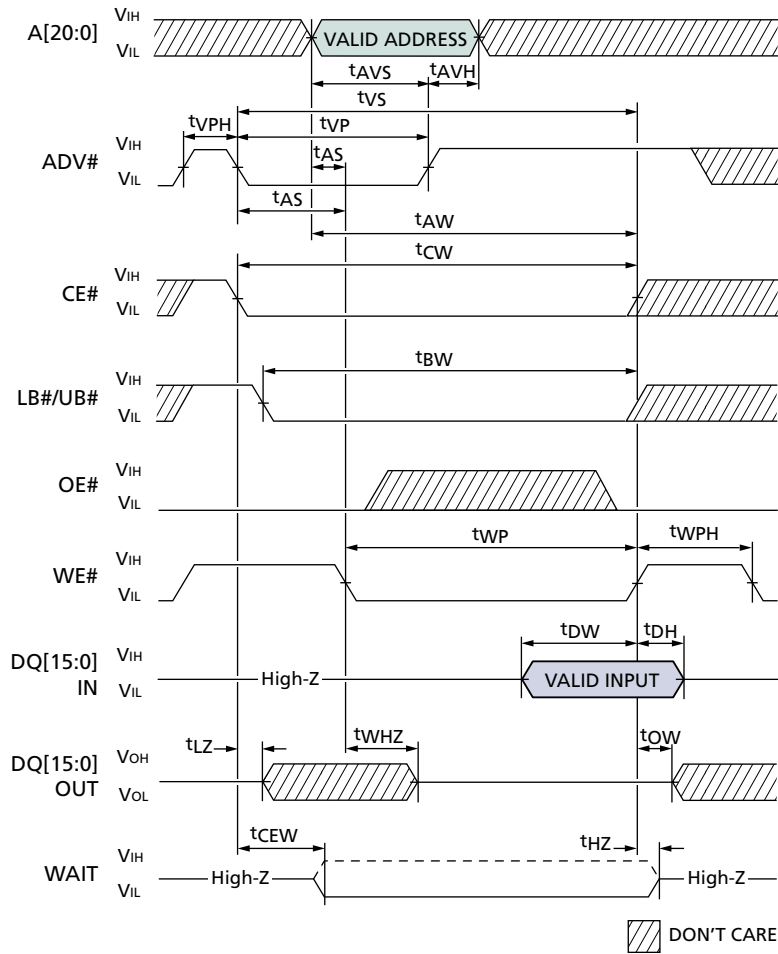 A[20:0]
VIH
VIL
VALID ADDRESS
tAVS
tAVH
tVS
tVPH
tVP
ADV#
VIH
VIL
tAS
tAS
tAW
tCW
CE#
VIH
VIL
tBW
LB#/UB#
VIH
VIL
OE#
VIH
VIL
tWP
tWPH
WE#
VIH
VIL
tDW
tDH
DQ[15:0]
IN
VIH
VIL
High-Z
VALID INPUT
tLZ
tWHZ
tOW
DQ[15:0]
OUT
VOH
VOL
tCEW
tHZ
WAIT
VIH
VIL
High-Z
High-Z
DON'T CARE